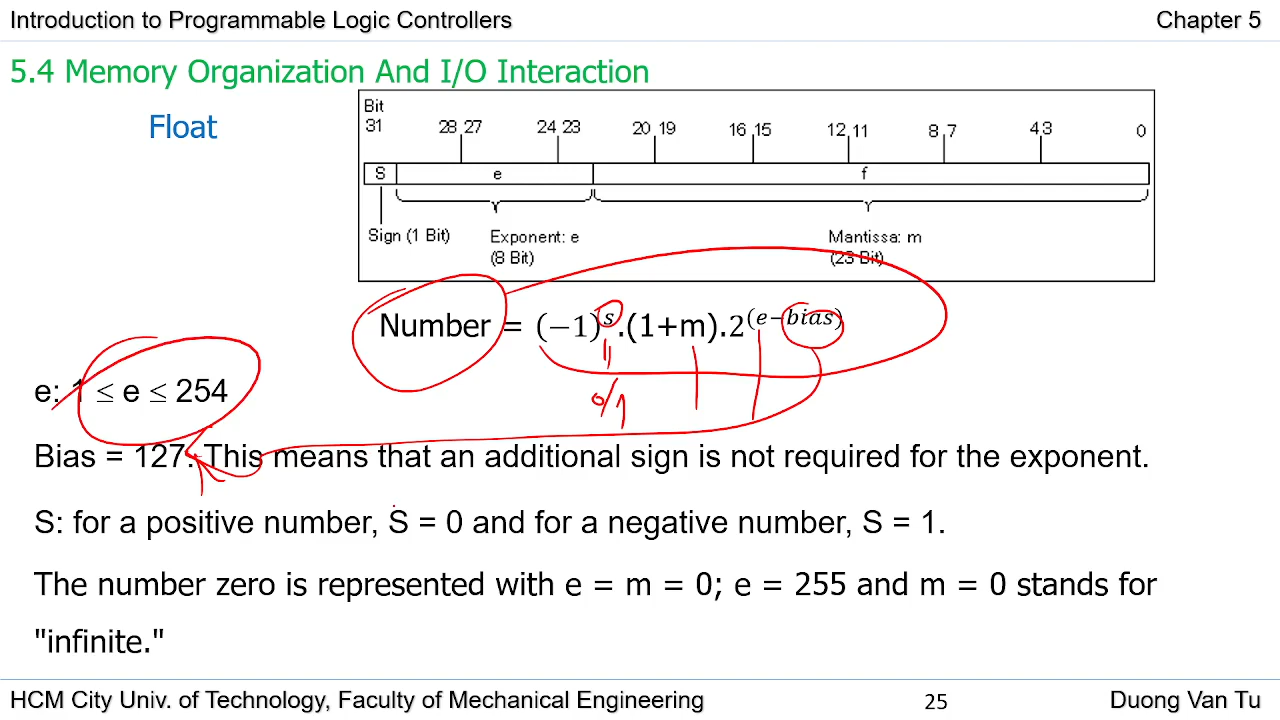 Introduction to Programmable Logic Controllers Chapter 5
5.4 Memory Organization And I/O Interaction
Float
Bit
31 28 27 24 23 20 19 16 15 12 11 8 7 4 3 0
S e f
Sign (1 Bit) Exponent: e Mantissa: m
(8 Bit) (23 Bit)
Number = (−1)^s.(1+m).2^(e−bias)
0/1
e: 1 ≤ e ≤ 254
Bias = 127. This means that an additional sign is not required for the exponent.
S: for a positive number, S = 0 and for a negative number, S = 1.
The number zero is represented with e = m = 0; e = 255 and m = 0 stands for
"infinite."
HCM City Univ. of Technology, Faculty of Mechanical Engineering 25 Duong Van Tu